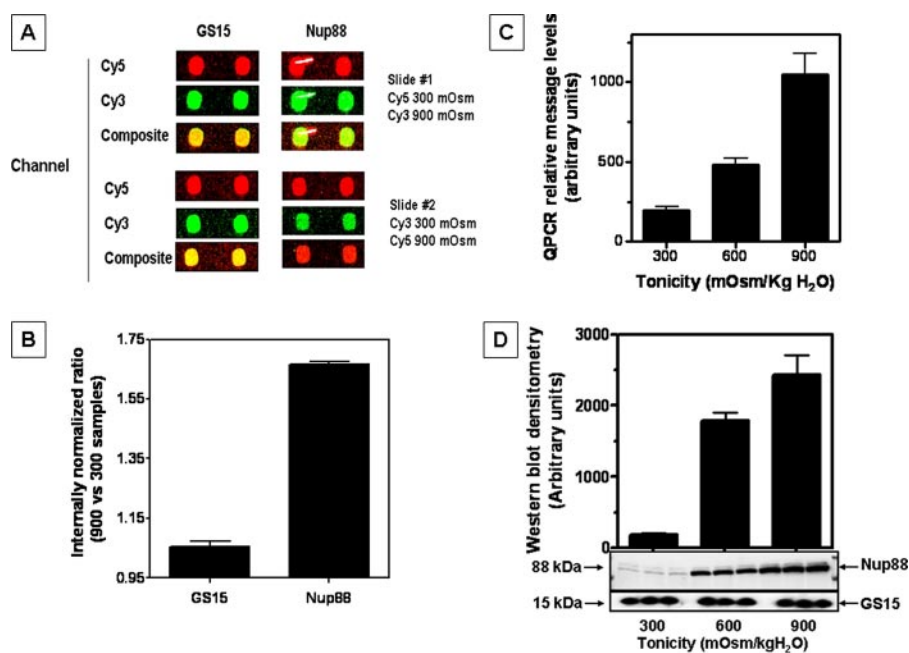 A
GS15
Nup88
Cy5
Cy3
Composite
Slide #1
Cy5 300 mOsm
Cy3 900 mOsm
Channel
Cy5
Cy3
Composite
Slide #2
Cy3 300 mOsm
Cy5 900 mOsm
B
Internally normalized ratio
(900 vs 300 samples)
1.75
1.55
1.35
1.15
0.95
GS15
Nup88
C
QPCR relative message levels
(arbitrary units)
1000
500
0
300
600
900
Tonicity (mOsm/Kg H₂O)
D
Western blot densitometry
(Arbitrary units)
3000
2000
1000
0
88 kDa
Nup88
15 kDa
GS15
300
600
900
Tonicity (mOsm/kgH₂O)